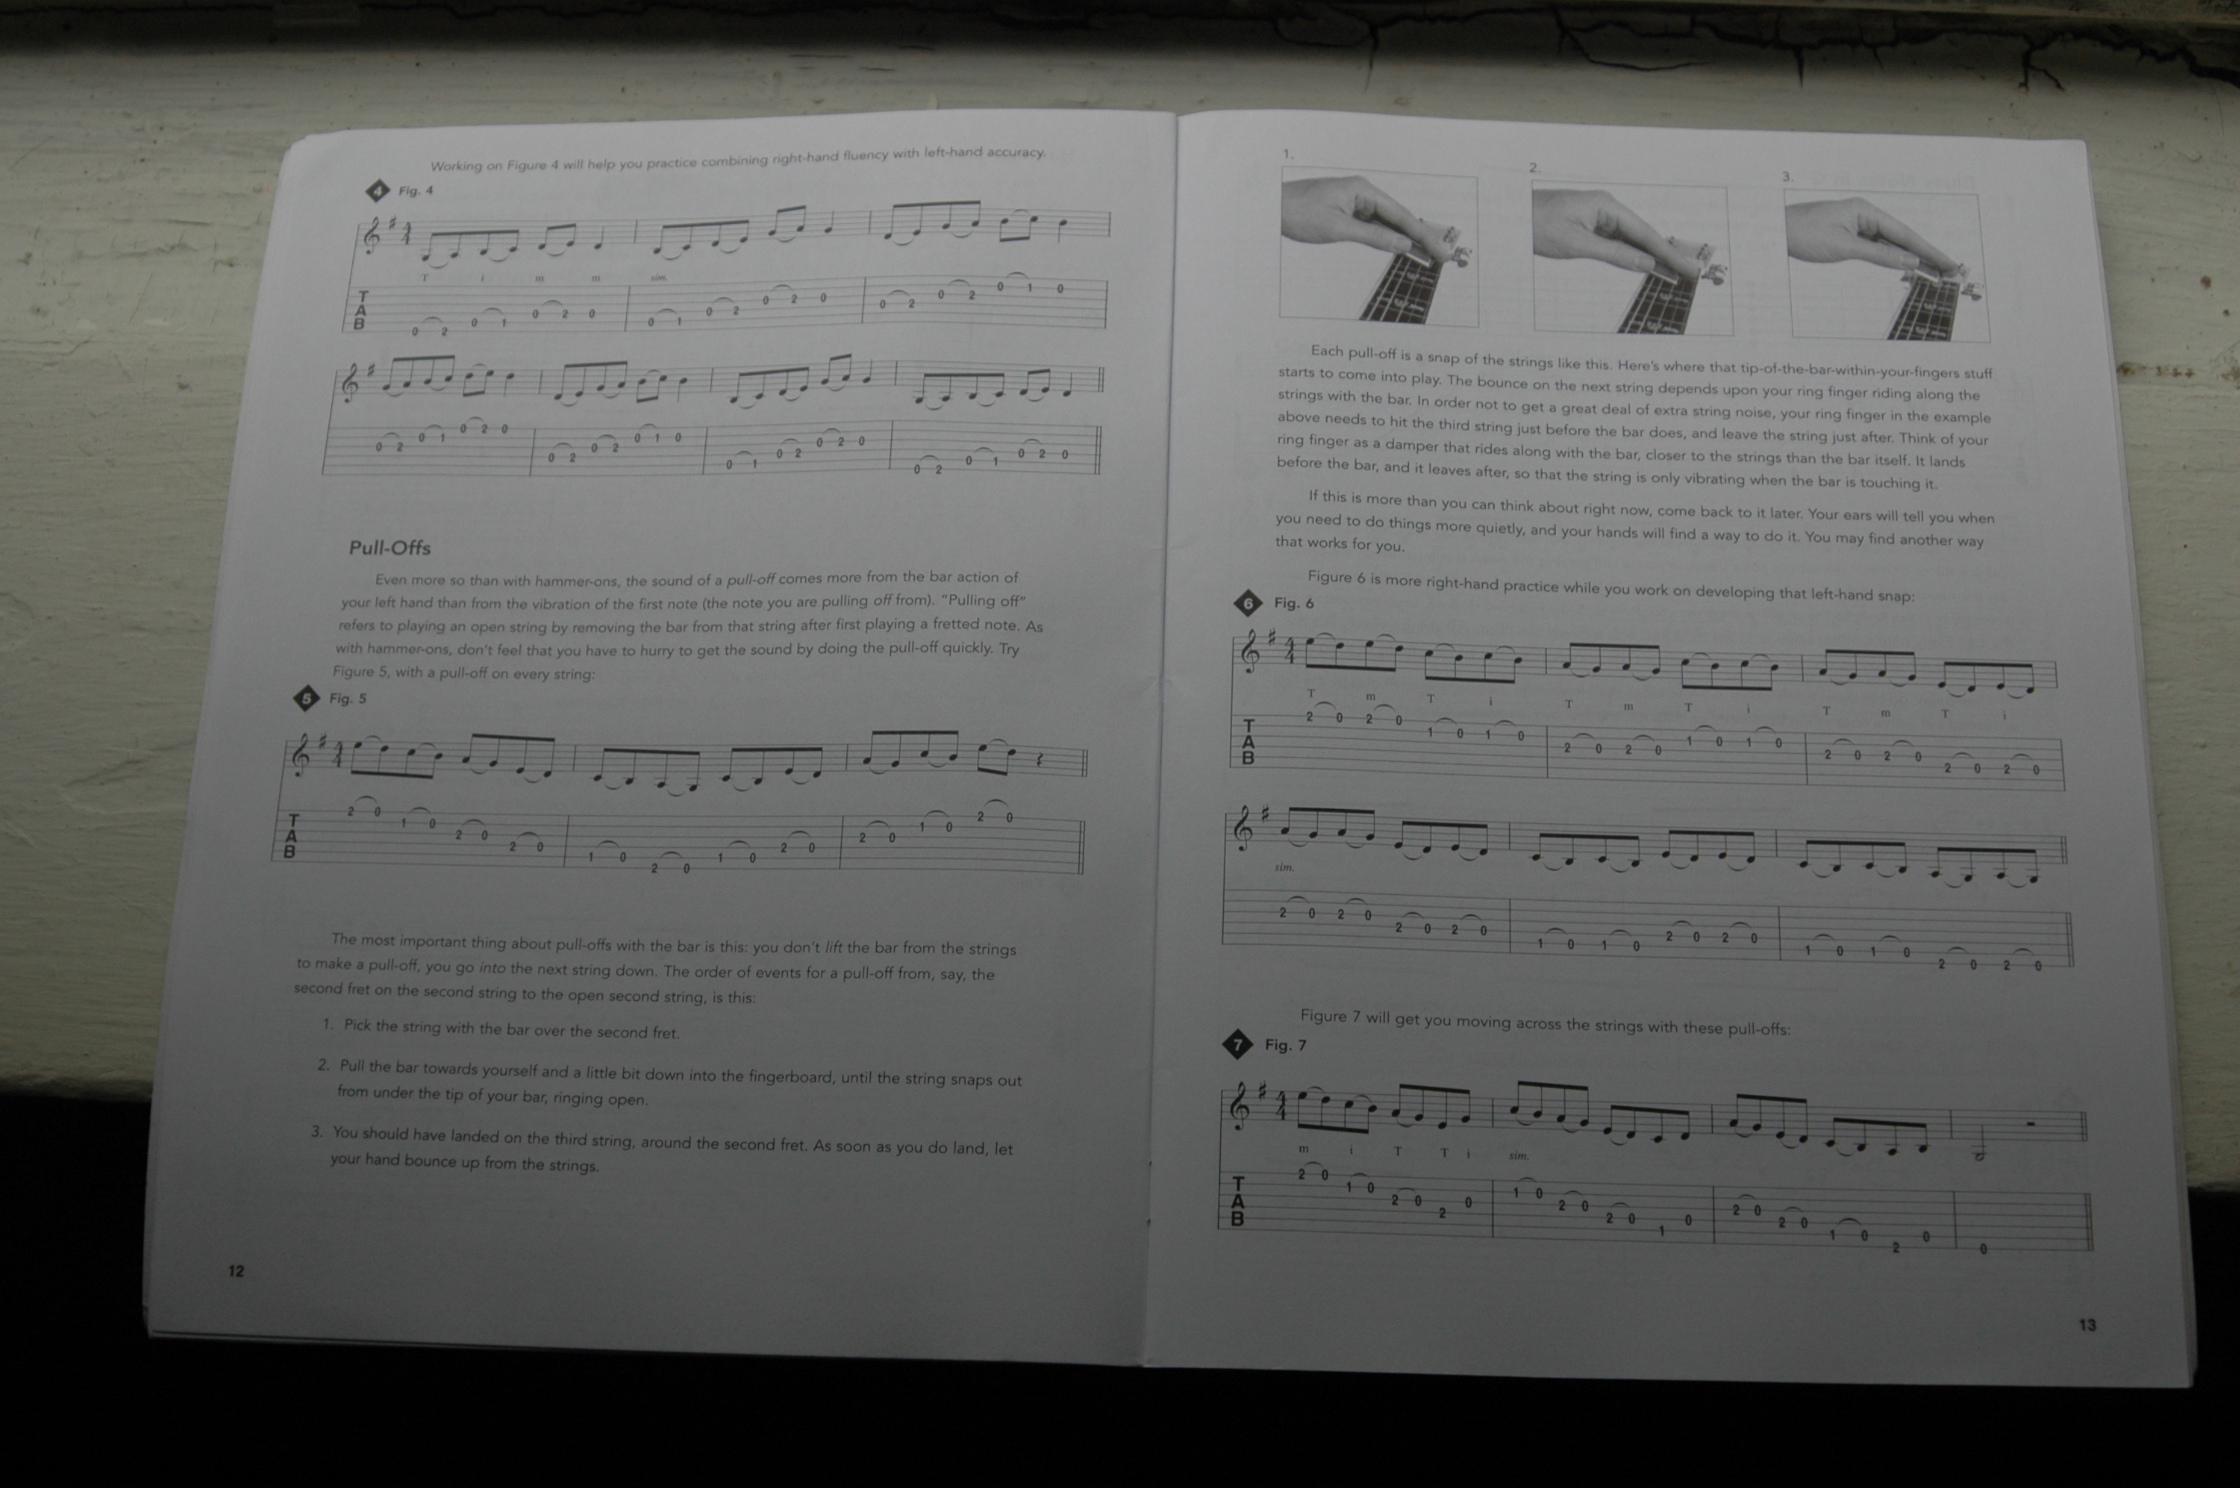 Working on Figure 4 will help you practice combining right-hand fluency with left-hand accuracy.
4 Fig. 4
4
4
T i m m sim.
T
A
B
0 2 0 1 0 2 0 0 1 0 2 0 2 0 0 2 0 2 0 1 0
0 2 0 1 0 2 0 0 2 0 2 0 1 0 0 1 0 2 0 2 0 0 2 0 1 0 2 0
Pull-Offs
Even more so than with hammer-ons, the sound of a pull-off comes more from the bar action of
your left hand than from the vibration of the first note (the note you are pulling off from). “Pulling off”
refers to playing an open string by removing the bar from that string after first playing a fretted note. As
with hammer-ons, don’t feel that you have to hurry to get the sound by doing the pull-off quickly. Try
Figure 5, with a pull-off on every string:
5 Fig. 5
4
4
T
A
B
2 0 1 0 2 0 2 0 1 0 2 0 1 0 2 0 2 0 1 0 2 0
The most important thing about pull-offs with the bar is this: you don’t lift the bar from the strings
to make a pull-off, you go into the next string down. The order of events for a pull-off from, say, the
second fret on the second string to the open second string, is this:
1. Pick the string with the bar over the second fret.
2. Pull the bar towards yourself and a little bit down into the fingerboard, until the string snaps out
from under the tip of your bar, ringing open.
3. You should have landed on the third string, around the second fret. As soon as you do land, let
your hand bounce up from the strings.
12
1.
2.
3.
Each pull-off is a snap of the strings like this. Here’s where that tip-of-the-bar-within-your-fingers stuff
starts to come into play. The bounce on the next string depends upon your ring finger riding along the
strings with the bar. In order not to get a great deal of extra string noise, your ring finger in the example
above needs to hit the third string just before the bar does, and leave the string just after. Think of your
ring finger as a damper that rides along with the bar, closer to the strings than the bar itself. It lands
before the bar, and it leaves after, so that the string is only vibrating when the bar is touching it.
If this is more than you can think about right now, come back to it later. Your ears will tell you when
you need to do things more quietly, and your hands will find a way to do it. You may find another way
that works for you.
Figure 6 is more right-hand practice while you work on developing that left-hand snap:
6 Fig. 6
4
4
T m T i T m T i T m T i
T
A
B
2 0 2 0 1 0 1 0 2 0 2 0 1 0 1 0 2 0 2 0 2 0 2 0
sim.
2 0 2 0 2 0 2 0 1 0 1 0 2 0 2 0 1 0 1 0 2 0 2 0
Figure 7 will get you moving across the strings with these pull-offs:
7 Fig. 7
4
4
m i T T i sim.
T
A
B
2 0 1 0 2 0 2 0 1 0 2 0 2 0 1 0 2 0 2 0 1 0 2 0 0
13